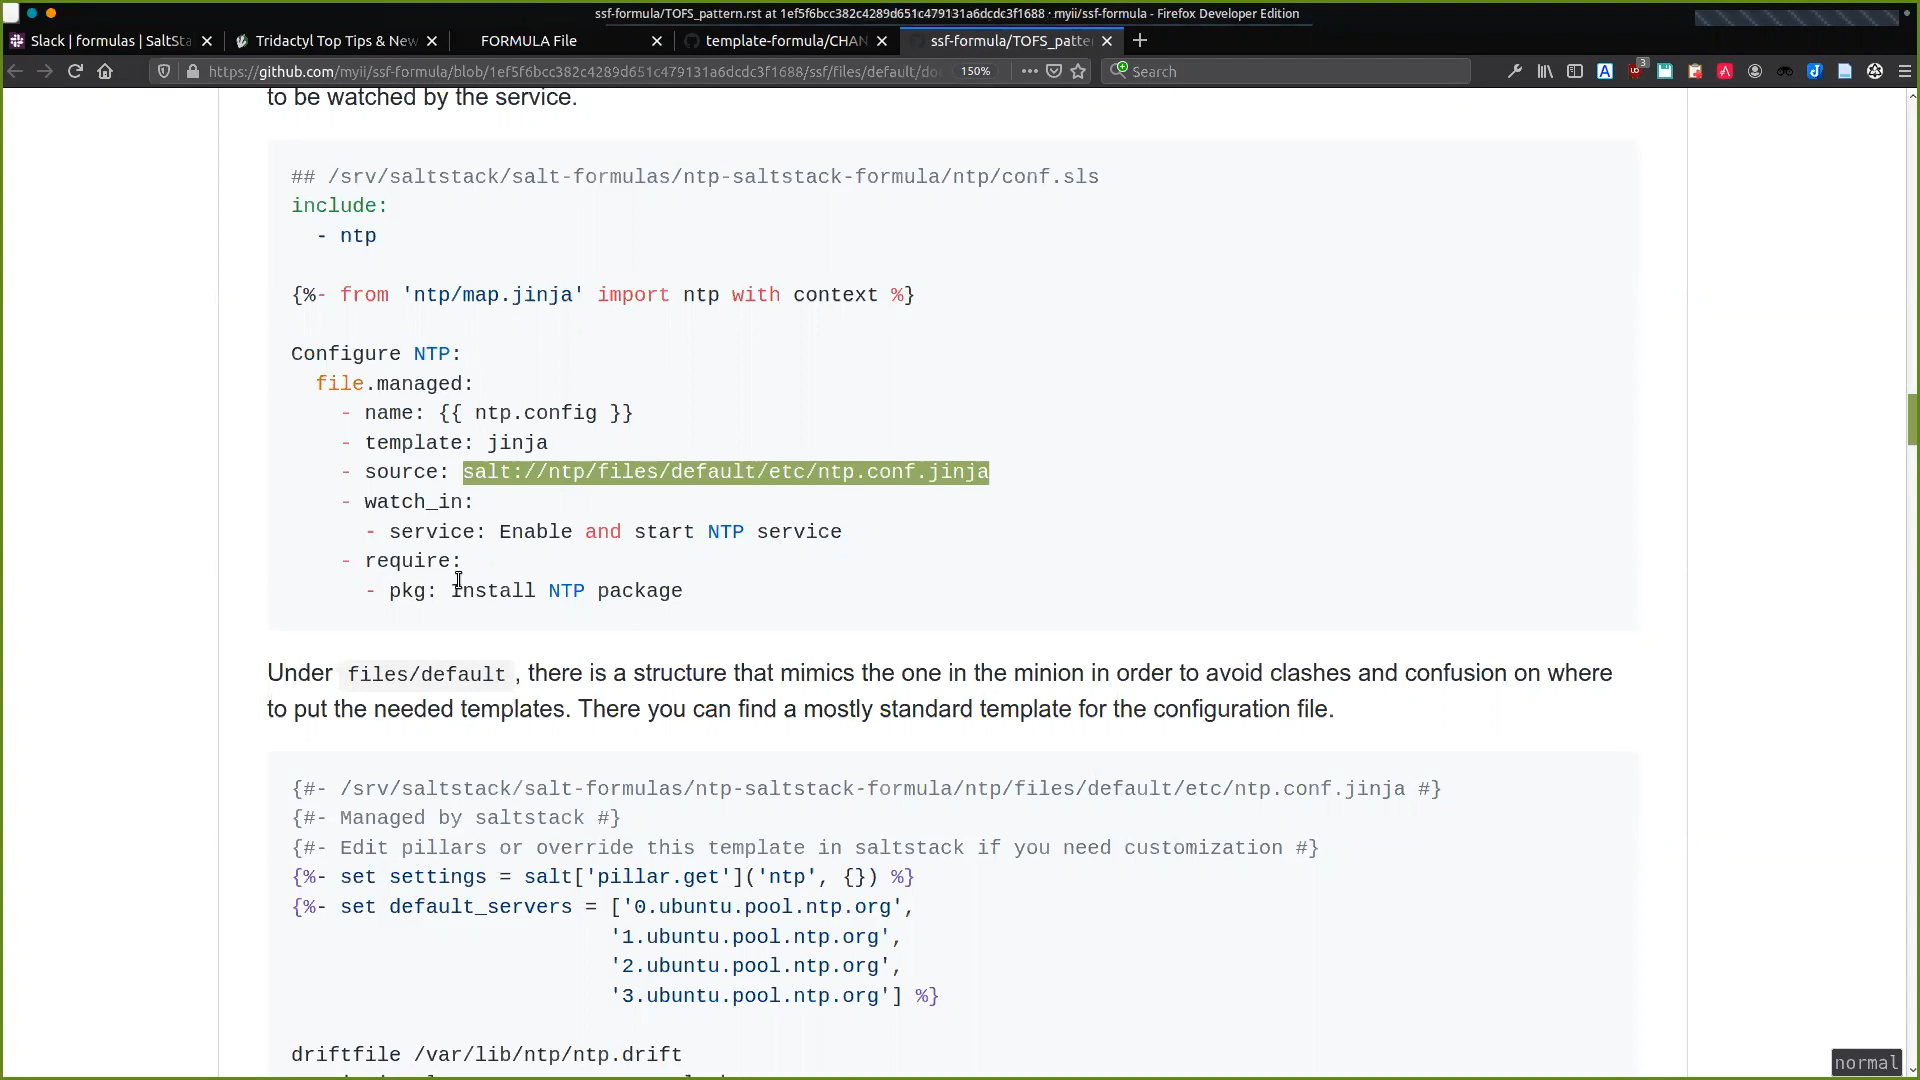 ssf-formula/TOFS_pattern.rst at 1ef5f6bcc382c4289d651c479131a6dcdc3f1688 · myii/ssf-formula - Firefox Developer Edition
Slack | formulas | SaltSta
Tridactyl Top Tips & New
FORMULA File
template-formula/CHAN
ssf-formula/TOFS_patte
https://github.com/myii/ssf-formula/blob/1ef5f6bcc382c4289d651c479131a6dcdc3f1688/ssf/files/default/doc
150%
Search
3
to be watched by the service.
## /srv/saltstack/salt-formulas/ntp-saltstack-formula/ntp/conf.sls
include:
  - ntp
{%- from 'ntp/map.jinja' import ntp with context %}
Configure NTP:
  file.managed:
    - name: {{ ntp.config }}
    - template: jinja
    - source: salt://ntp/files/default/etc/ntp.conf.jinja
    - watch_in:
      - service: Enable and start NTP service
    - require:
      - pkg: Install NTP package
Under files/default , there is a structure that mimics the one in the minion in order to avoid clashes and confusion on where
to put the needed templates. There you can find a mostly standard template for the configuration file.
{#- /srv/saltstack/salt-formulas/ntp-saltstack-formula/ntp/files/default/etc/ntp.conf.jinja #}
{#- Managed by saltstack #}
{#- Edit pillars or override this template in saltstack if you need customization #}
{%- set settings = salt['pillar.get']('ntp', {}) %}
{%- set default_servers = ['0.ubuntu.pool.ntp.org',
                          '1.ubuntu.pool.ntp.org',
                          '2.ubuntu.pool.ntp.org',
                          '3.ubuntu.pool.ntp.org'] %}
driftfile /var/lib/ntp/ntp.drift
normal